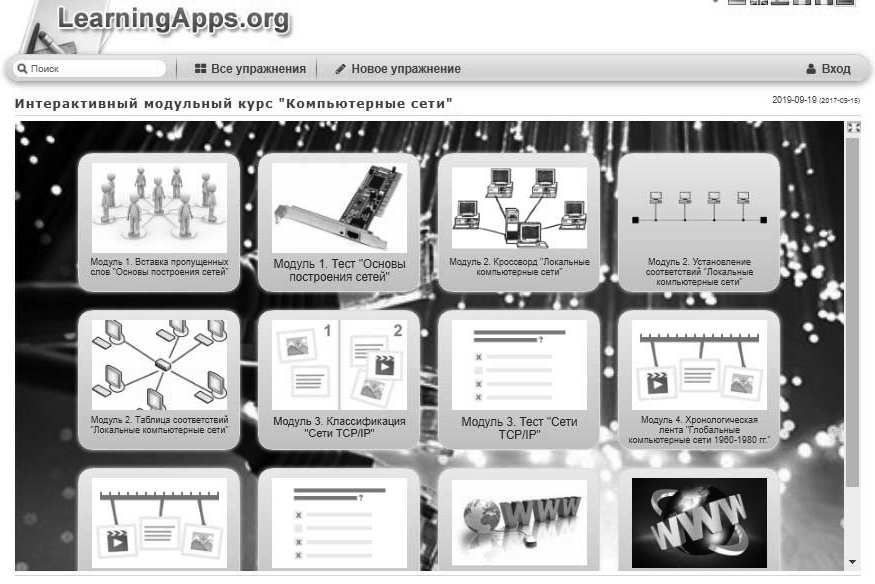 LearningApps.org
Поиск
Все упражнения
Новое упражнение
Вход
Интерактивный модульный курс "Компьютерные сети"
2019-09-19 (2017-09-15)
Модуль 1. Вставка пропущенных
слов "Основы построения сетей"
Модуль 1. Тест "Основы
построения сетей"
Модуль 2. Кроссворд "Локальные
компьютерные сети"
Модуль 2. Установление
соответствий "Локальные
компьютерные сети"
Модуль 2. Таблица соответствий
"Локальные компьютерные сети"
1
2
Модуль 3. Классификация
"Сети TCP/IP"
?
Модуль 3. Тест "Сети
TCP/IP"
Модуль 4. Хронологическая
лента "Глобальные
компьютерные сети 1960-1980 гг."
?
WWW
WWW